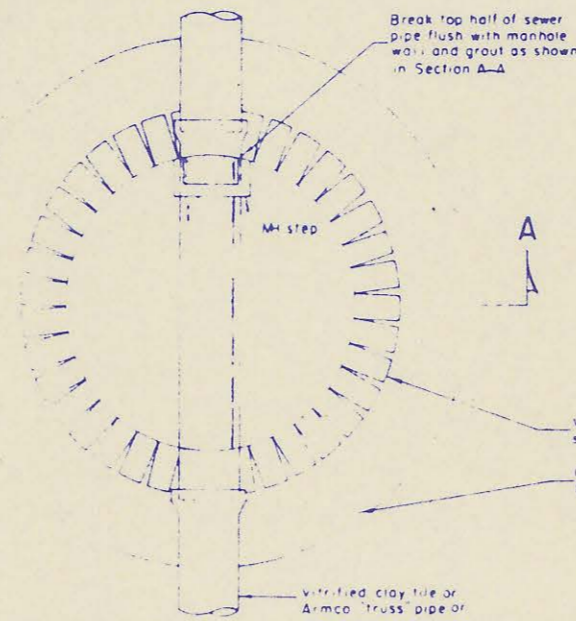 Break top half of sewer
pipe flush with manhole
wall and grout as shown
in Section A-A
MH step
A
Vitrified clay tile or
Armco "truss" pipe or